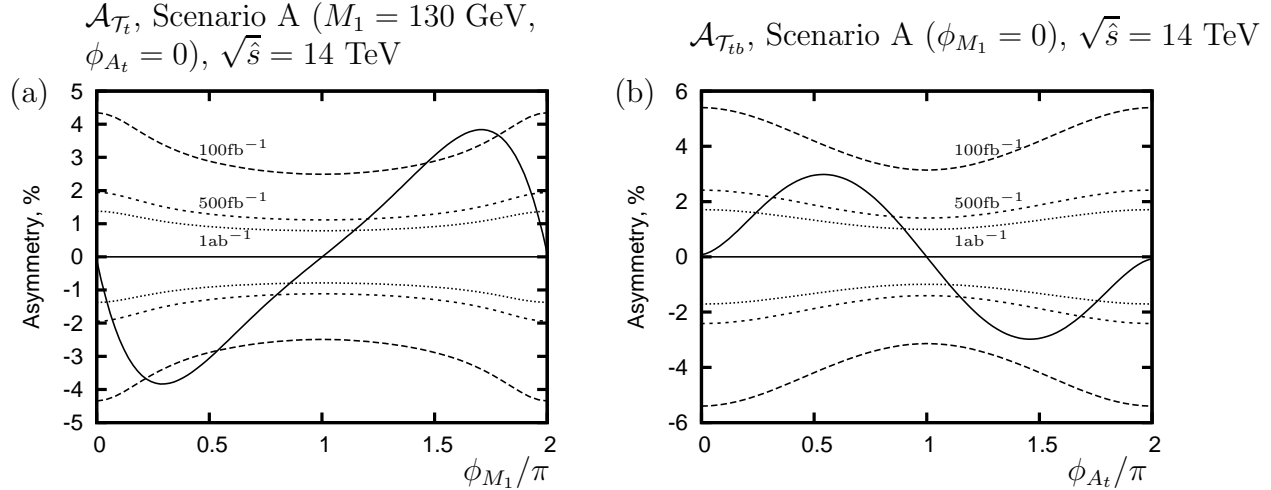 𝒜_{𝒯_t}, Scenario A (M_1 = 130 GeV,
ϕ_{A_t} = 0), √ŝ = 14 TeV
(a)
5
4
3
2
1
0
-1
-2
-3
-4
-5
Asymmetry, %
100fb^{−1}
500fb^{−1}
1ab^{−1}
0 0.5 1 1.5 2
ϕ_{M_1}/π
𝒜_{𝒯_{tb}}, Scenario A (ϕ_{M_1} = 0), √ŝ = 14 TeV
(b)
6
4
2
0
-2
-4
-6
Asymmetry, %
100fb^{−1}
500fb^{−1}
1ab^{−1}
0 0.5 1 1.5 2
ϕ_{A_t}/π